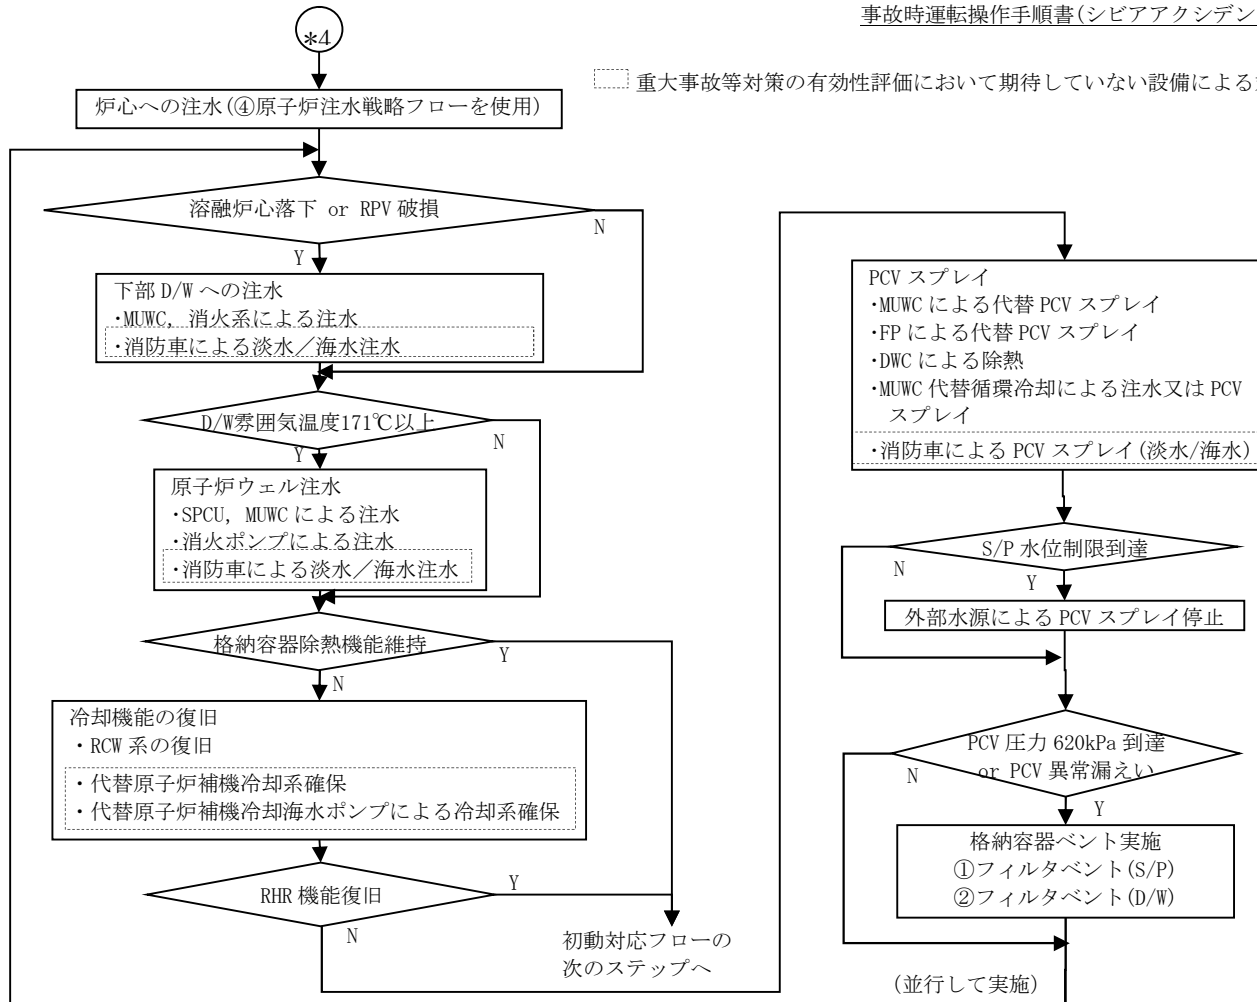 事故時運転操作手順書(シビアアクシデン
*4
重大事故等対策の有効性評価において期待していない設備による
炉心への注水(④原子炉注水戦略フローを使用)
溶融炉心落下 or RPV 破損
N
Y
下部 D/W への注水
・MUWC, 消火系による注水
・消防車による淡水／海水注水
D/W雰囲気温度171℃以上
N
Y
原子炉ウェル注水
・SPCU, MUWC による注水
・消火ポンプによる注水
・消防車による淡水／海水注水
格納容器除熱機能維持
Y
N
冷却機能の復旧
・RCW 系の復旧
・代替原子炉補機冷却系確保
・代替原子炉補機冷却海水ポンプによる冷却系確保
RHR 機能復旧
Y
N
初動対応フローの
次のステップへ
PCV スプレイ
・MUWC による代替 PCV スプレイ
・FP による代替 PCV スプレイ
・DWC による除熱
・MUWC 代替循環冷却による注水又は PCV
スプレイ
・消防車による PCV スプレイ(淡水/海水)
S/P 水位制限到達
N
Y
外部水源による PCV スプレイ停止
PCV 圧力 620kPa 到達
or PCV 異常漏えい
N
Y
格納容器ベント実施
①フィルタベント(S/P)
②フィルタベント(D/W)
(並行して実施)